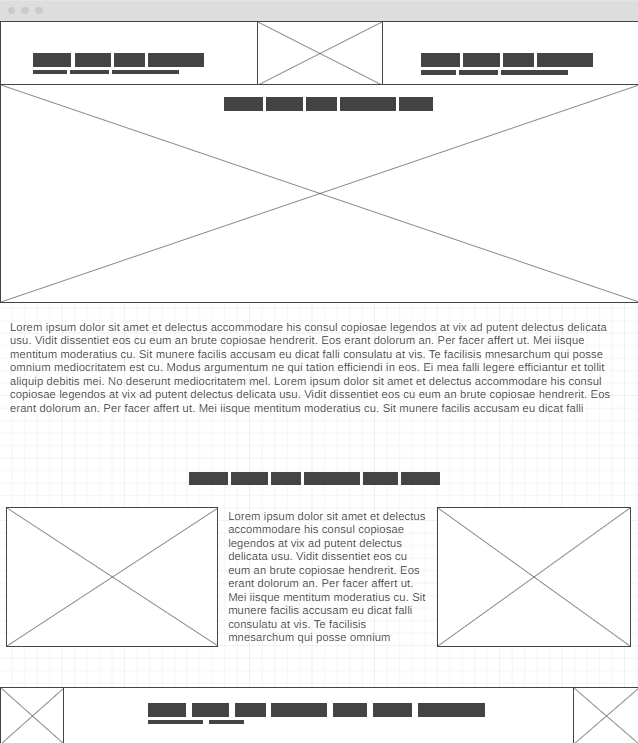 Lorem ipsum dolor sit amet et delectus accommodare his consul copiosae legendos at vix ad putent delectus delicata
usu. Vidit dissentiet eos cu eum an brute copiosae hendrerit. Eos erant dolorum an. Per facer affert ut. Mei iisque
mentitum moderatius cu. Sit munere facilis accusam eu dicat falli consulatu at vis. Te facilisis mnesarchum qui posse
omnium mediocritatem est cu. Modus argumentum ne qui tation efficiendi in eos. Ei mea falli legere efficiantur et tollit
aliquip debitis mei. No deserunt mediocritatem mel. Lorem ipsum dolor sit amet et delectus accommodare his consul
copiosae legendos at vix ad putent delectus delicata usu. Vidit dissentiet eos cu eum an brute copiosae hendrerit. Eos
erant dolorum an. Per facer affert ut. Mei iisque mentitum moderatius cu. Sit munere facilis accusam eu dicat falli
Lorem ipsum dolor sit amet et delectus
accommodare his consul copiosae
legendos at vix ad putent delectus
delicata usu. Vidit dissentiet eos cu
eum an brute copiosae hendrerit. Eos
erant dolorum an. Per facer affert ut.
Mei iisque mentitum moderatius cu. Sit
munere facilis accusam eu dicat falli
consulatu at vis. Te facilisis
mnesarchum qui posse omnium